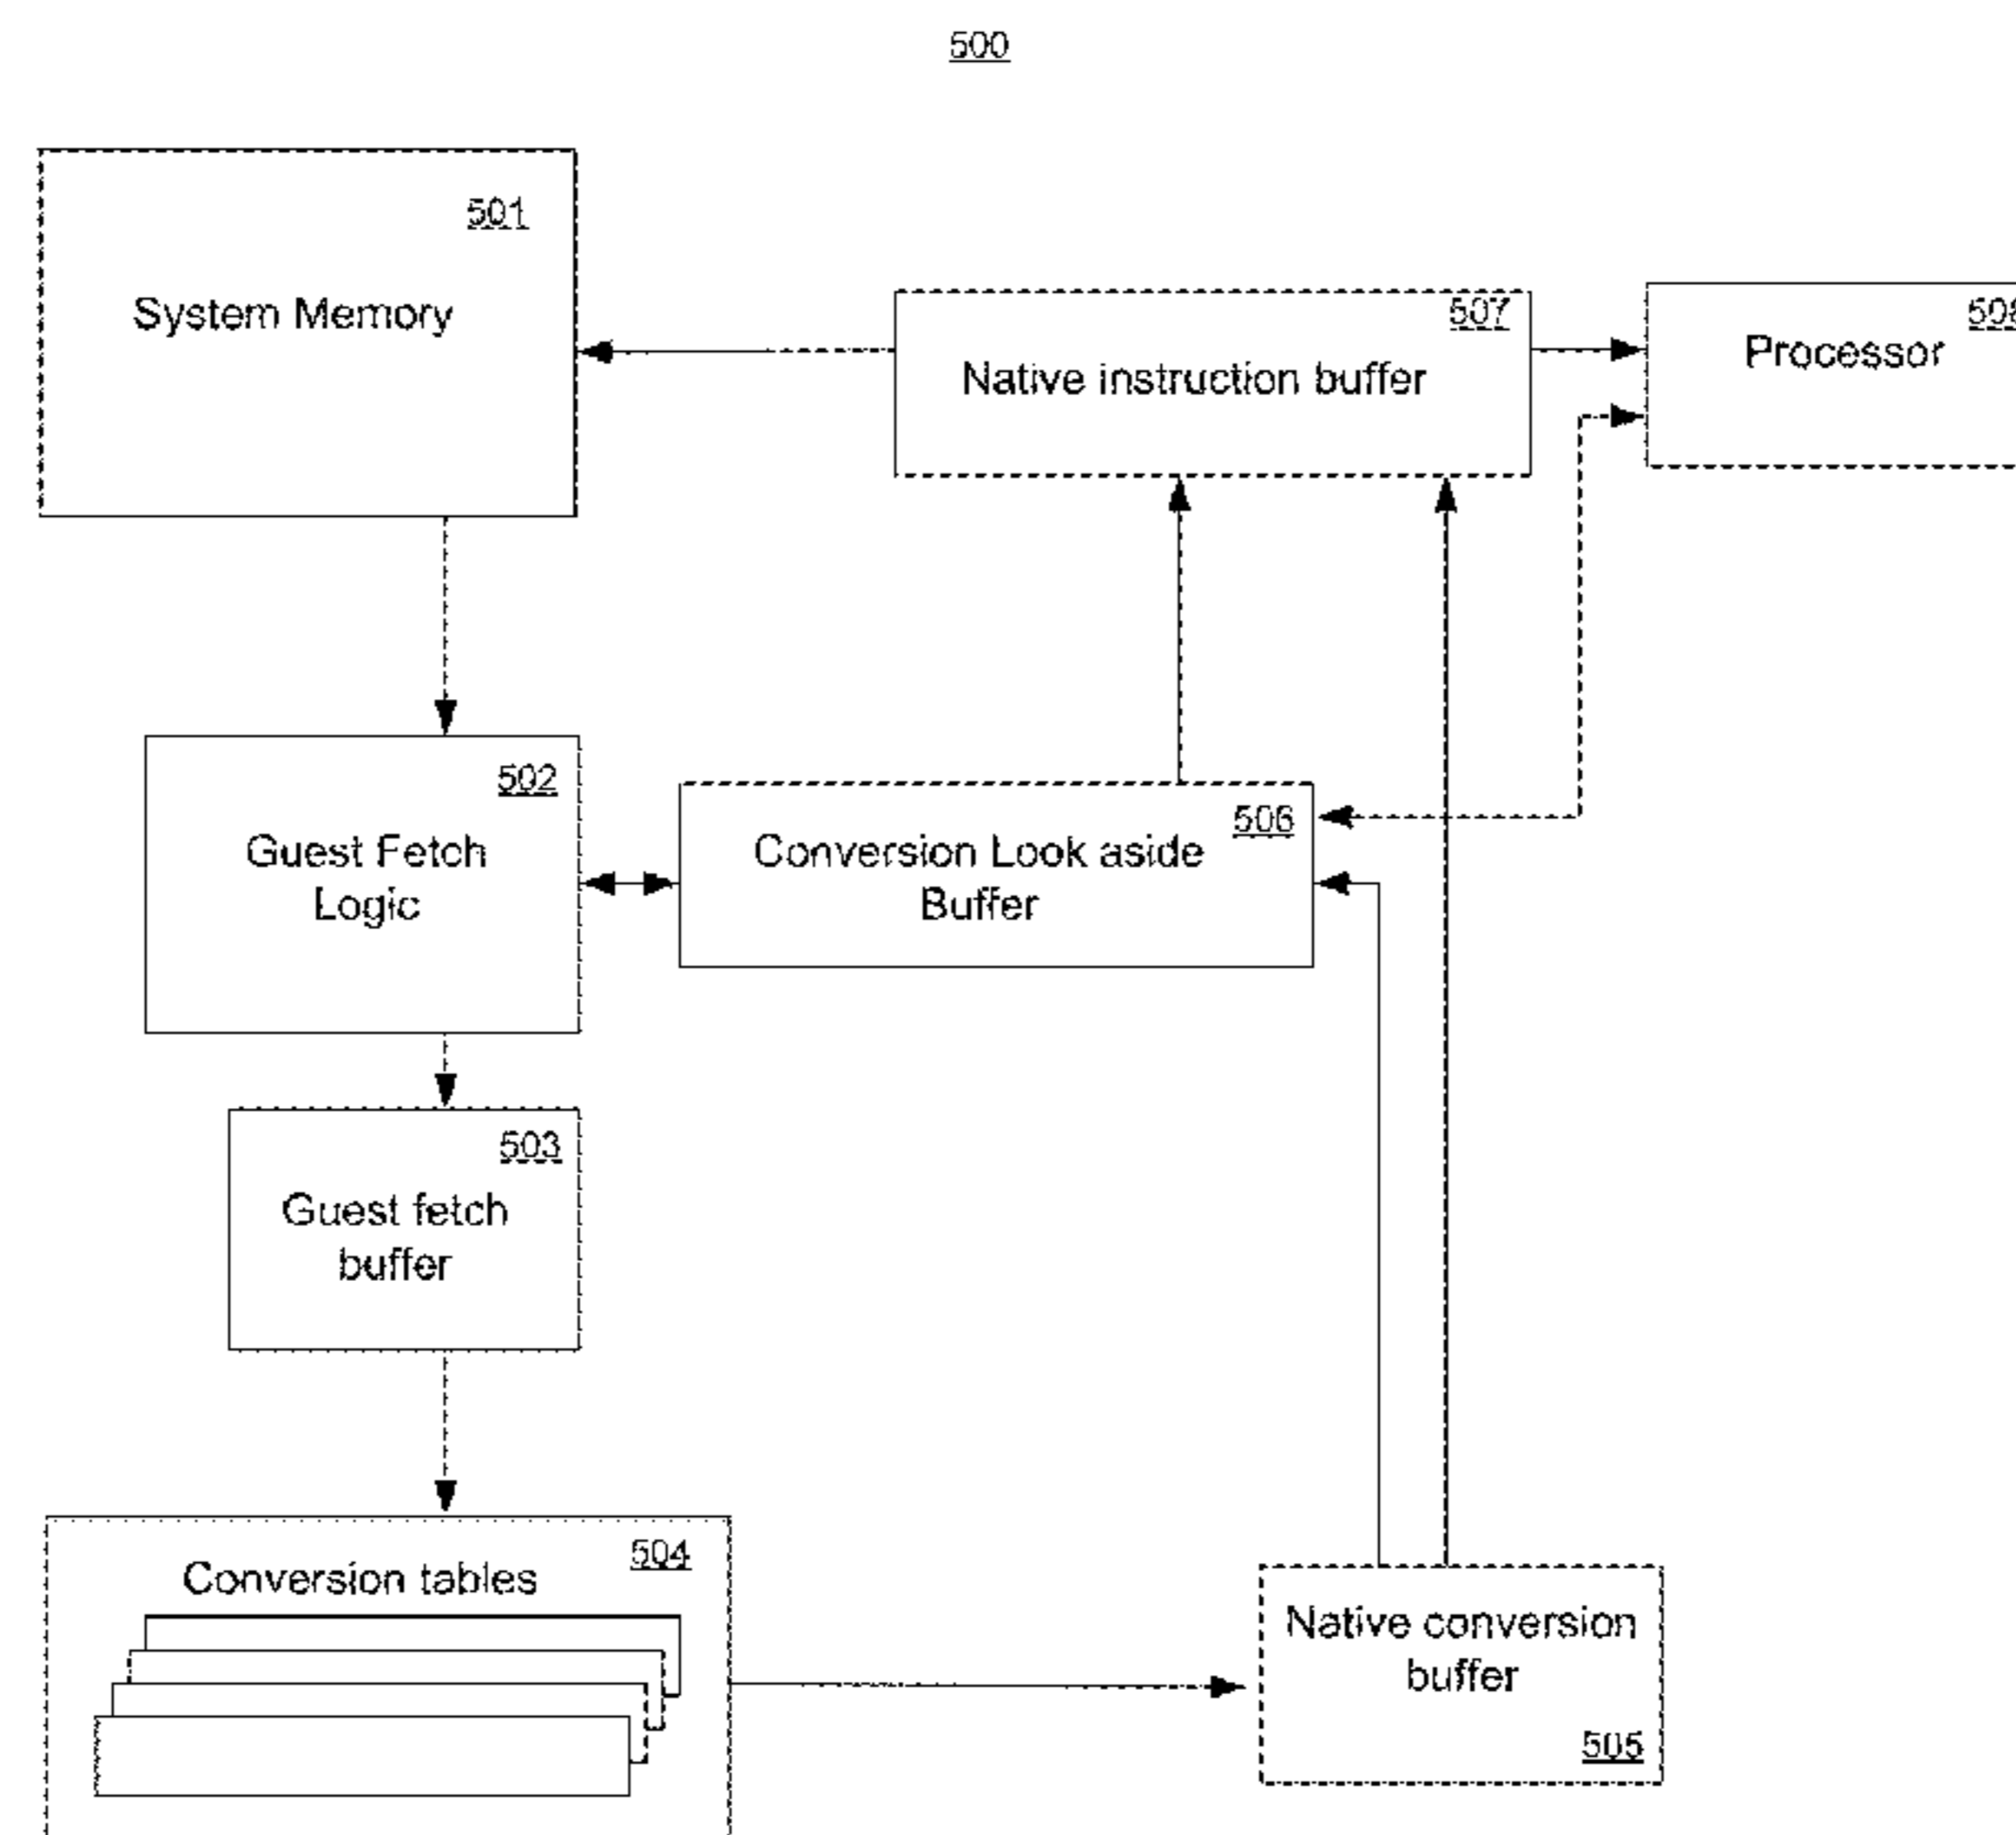 500
501
System Memory
507
Native instruction buffer
Processor
502
Guest Fetch
Logic
506
Conversion Look aside
Buffer
503
Guest fetch
buffer
504
Conversion tables
Native conversion
buffer
505